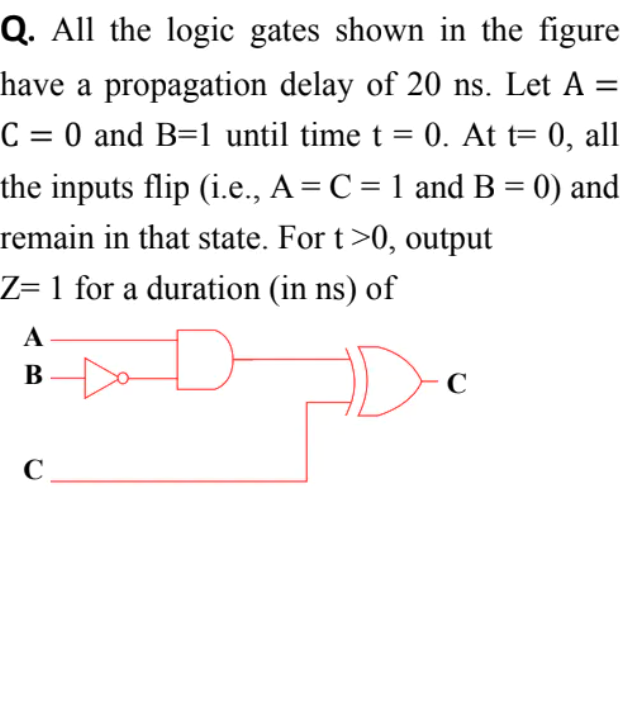 Q. All the logic gates shown in the figure
have a propagation delay of 20 ns. Let A =
C = 0 and B=1 until time t = 0. At t= 0, all
the inputs flip (i.e., A = C = 1 and B = 0) and
remain in that state. For t >0, output
Z= 1 for a duration (in ns) of
A
B
C
C